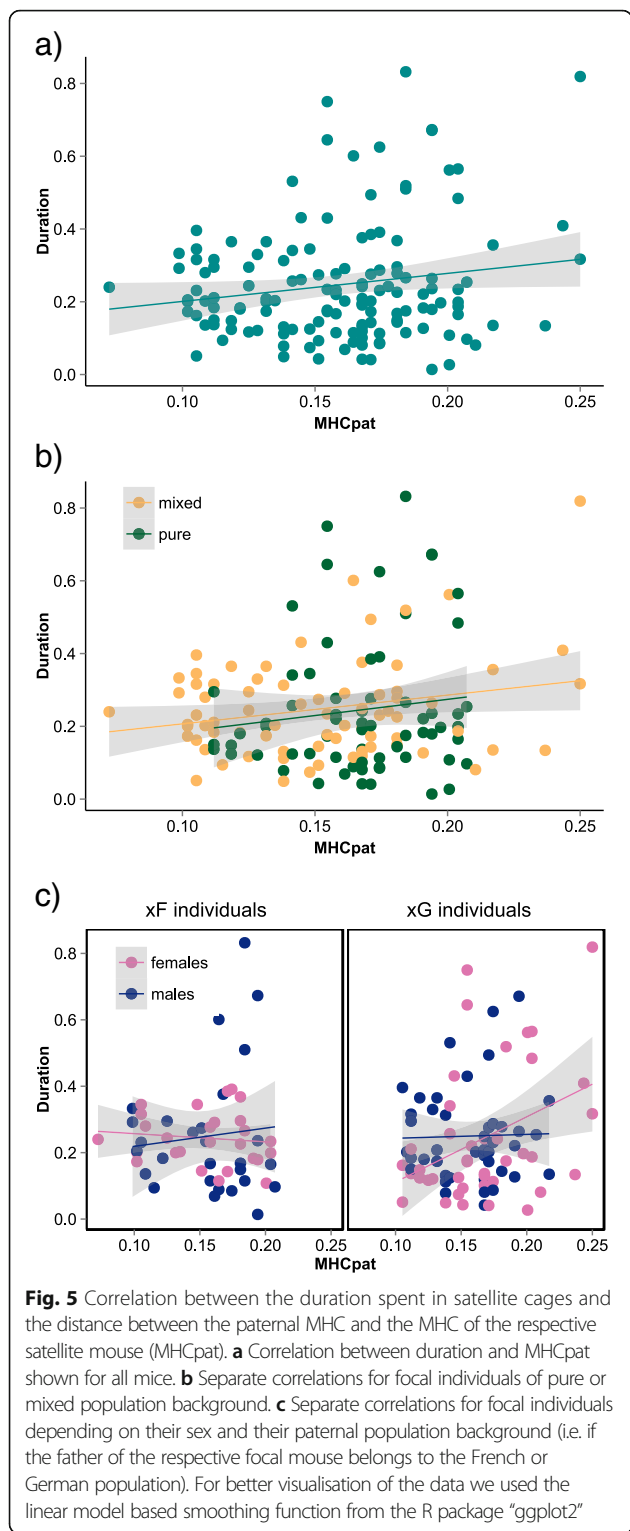 a)
0.8
0.6
0.4
0.2
0.0
Duration
0.10 0.15 0.20 0.25
MHCpat
b)
mixed
pure
0.8
0.6
0.4
0.2
0.0
Duration
0.10 0.15 0.20 0.25
MHCpat
c)
xF individuals xG individuals
females
males
0.8
0.6
0.4
0.2
0.0
Duration
0.10 0.15 0.20 0.25 0.10 0.15 0.20 0.25
MHCpat
Fig. 5 Correlation between the duration spent in satellite cages and
the distance between the paternal MHC and the MHC of the respective
satellite mouse (MHCpat). a Correlation between duration and MHCpat
shown for all mice. b Separate correlations for focal individuals of pure or
mixed population background. c Separate correlations for focal individuals
depending on their sex and their paternal population background (i.e. if
the father of the respective focal mouse belongs to the French or
German population). For better visualisation of the data we used the
linear model based smoothing function from the R package “ggplot2”